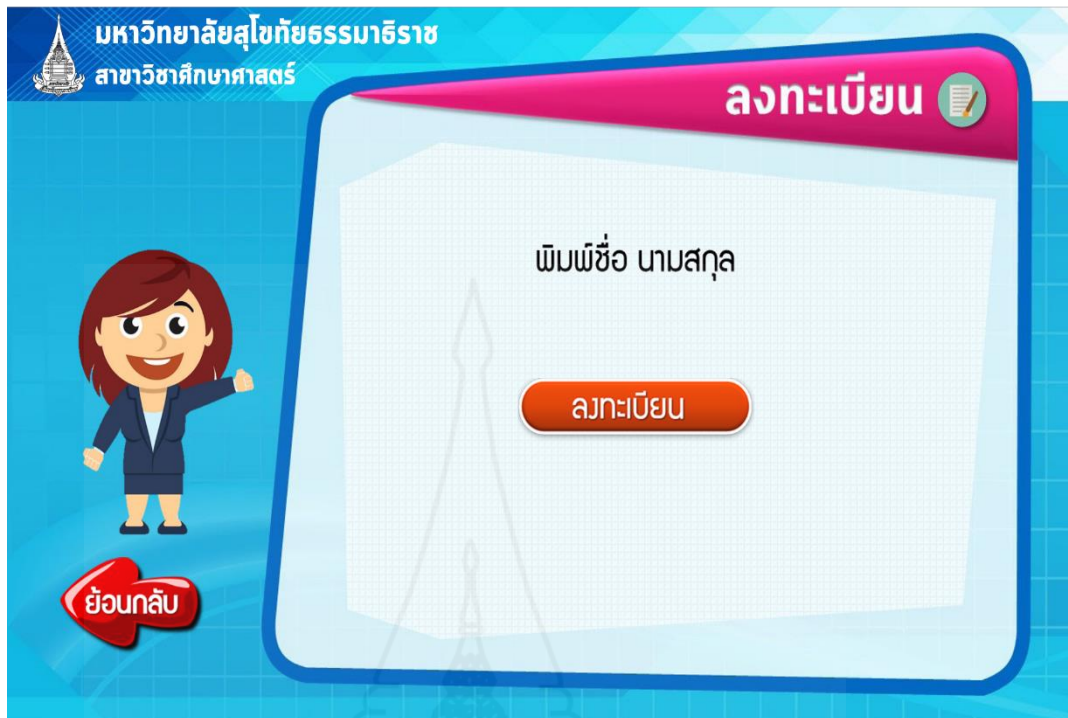 มหาวิทยาลัยสุโขทัยธรรมาธิราช
สาขาวิชาศึกษาศาสตร์
ลงทะเบียน
พิมพ์ชื่อ นามสกุล
ลงทะเบียน
ย้อนกลับ